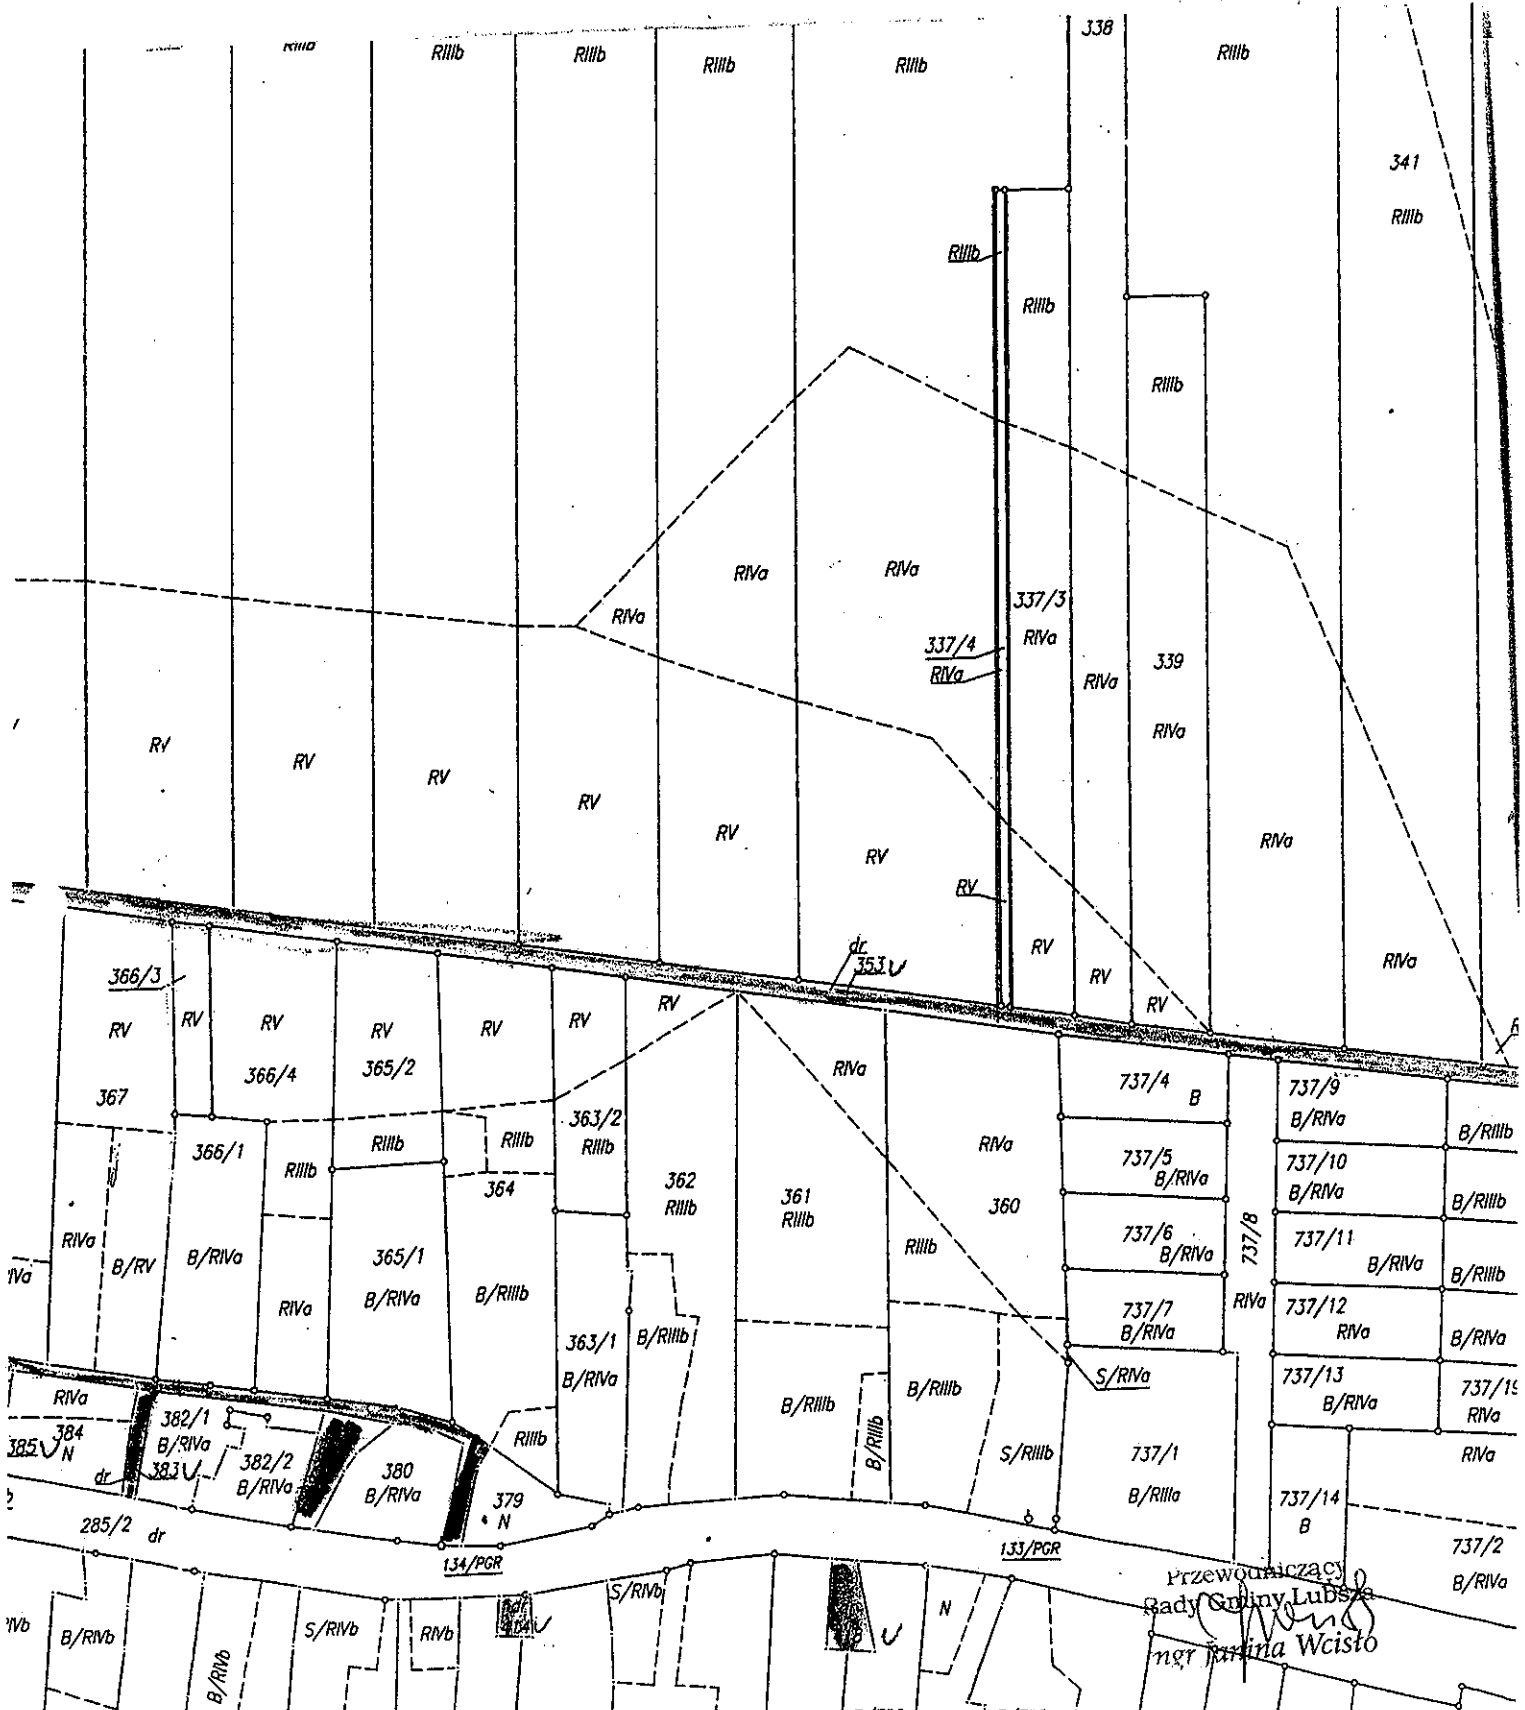 338
RIIIb
RIIIb
RIIIb
RIIIb
RIIIb
RIIIb
341
RIIIb
RIIIb
RIIIb
RIIIb
RIVa
RIVa
RIVa
337/3
RIVa
337/4
RIVa
RIVa
339
RIVa
RV
RV
RV
RV
RV
RV
RV
RIVa
RV
RV
RV
RIVa
dr
353
366/3
RV
RV
RV
RV
RV
RV
RV
367
366/4
365/2
RIVa
737/4
B
737/9
B/RIVa
366/1
RIIIb
RIIIb
RIIIb
363/2
RIIIb
364
362
RIIIb
361
RIIIb
RIVa
360
737/5
B/RIVa
737/10
B/RIVa
B/RIIIb
B/RIIIb
RIVa
B/RV
B/RIVa
365/1
B/RIVa
RIVa
B/RIIIb
RIIIb
737/6
B/RIVa
737/8
737/11
B/RIVa
B/RIIIb
363/1
B/RIVa
B/RIIIb
737/7
B/RIVa
RIVa
737/12
RIVa
B/RIVa
S/RIVa
737/13
B/RIVa
RIVa
RIVa
382/1
B/RIVa
384
N
385
dr
383
382/2
B/RIVa
380
B/RIVa
RIIIb
B/RIIIb
B/RIIIb
B/RIIIb
S/RIIIb
737/1
B/RIIIa
RIVa
379
N
737/14
B
285/2
dr
134/PGR
133/PGR
737/2
B/RIVa
B/RIVb
B/RIVb
S/RIVb
RIVb
dr
S/RIVb
N
Przewodniczący
Rady Gminy Lubsza
mgr Janina Wcisło